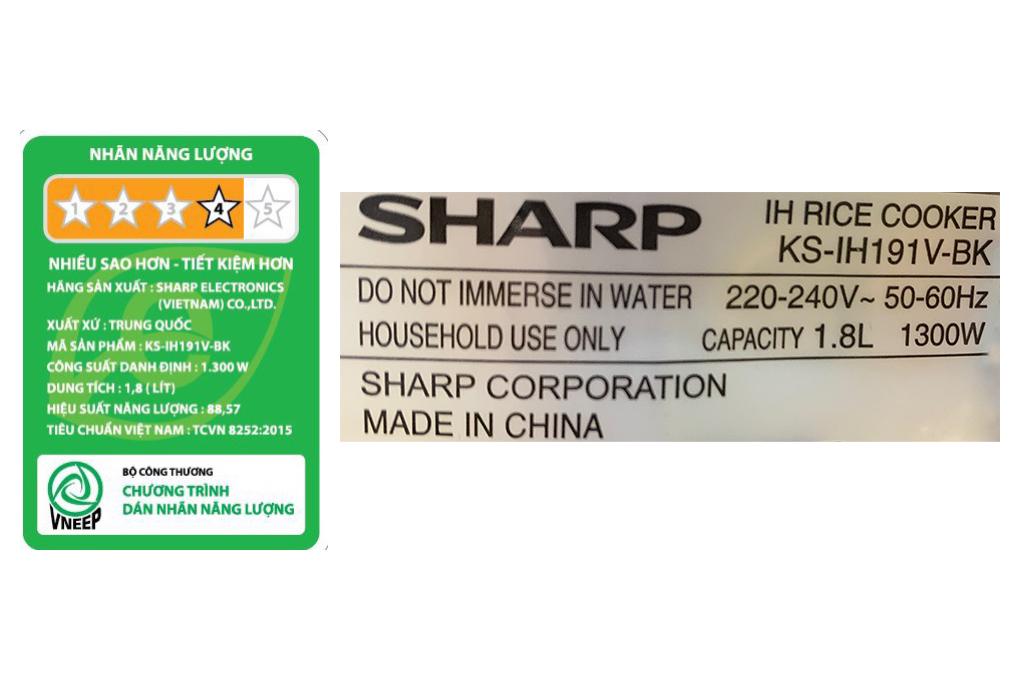 NHÃN NĂNG LƯỢNG
1 2 3 4 5
NHIỀU SAO HƠN - TIẾT KIỆM HƠN
HÃNG SẢN XUẤT : SHARP ELECTRONICS
(VIETNAM) CO.,LTD.
XUẤT XỨ : TRUNG QUỐC
MÃ SẢN PHẨM : KS-IH191V-BK
CÔNG SUẤT DANH ĐỊNH : 1.300 W
DUNG TÍCH : 1,8 ( LÍT)
HIỆU SUẤT NĂNG LƯỢNG : 88,57
TIÊU CHUẨN VIỆT NAM : TCVN 8252:2015
VNEEP
BỘ CÔNG THƯƠNG
CHƯƠNG TRÌNH
DÁN NHÃN NĂNG LƯỢNG
SHARP
IH RICE COOKER
KS-IH191V-BK
DO NOT IMMERSE IN WATER 220-240V~ 50-60Hz
HOUSEHOLD USE ONLY CAPACITY 1.8L 1300W
SHARP CORPORATION
MADE IN CHINA